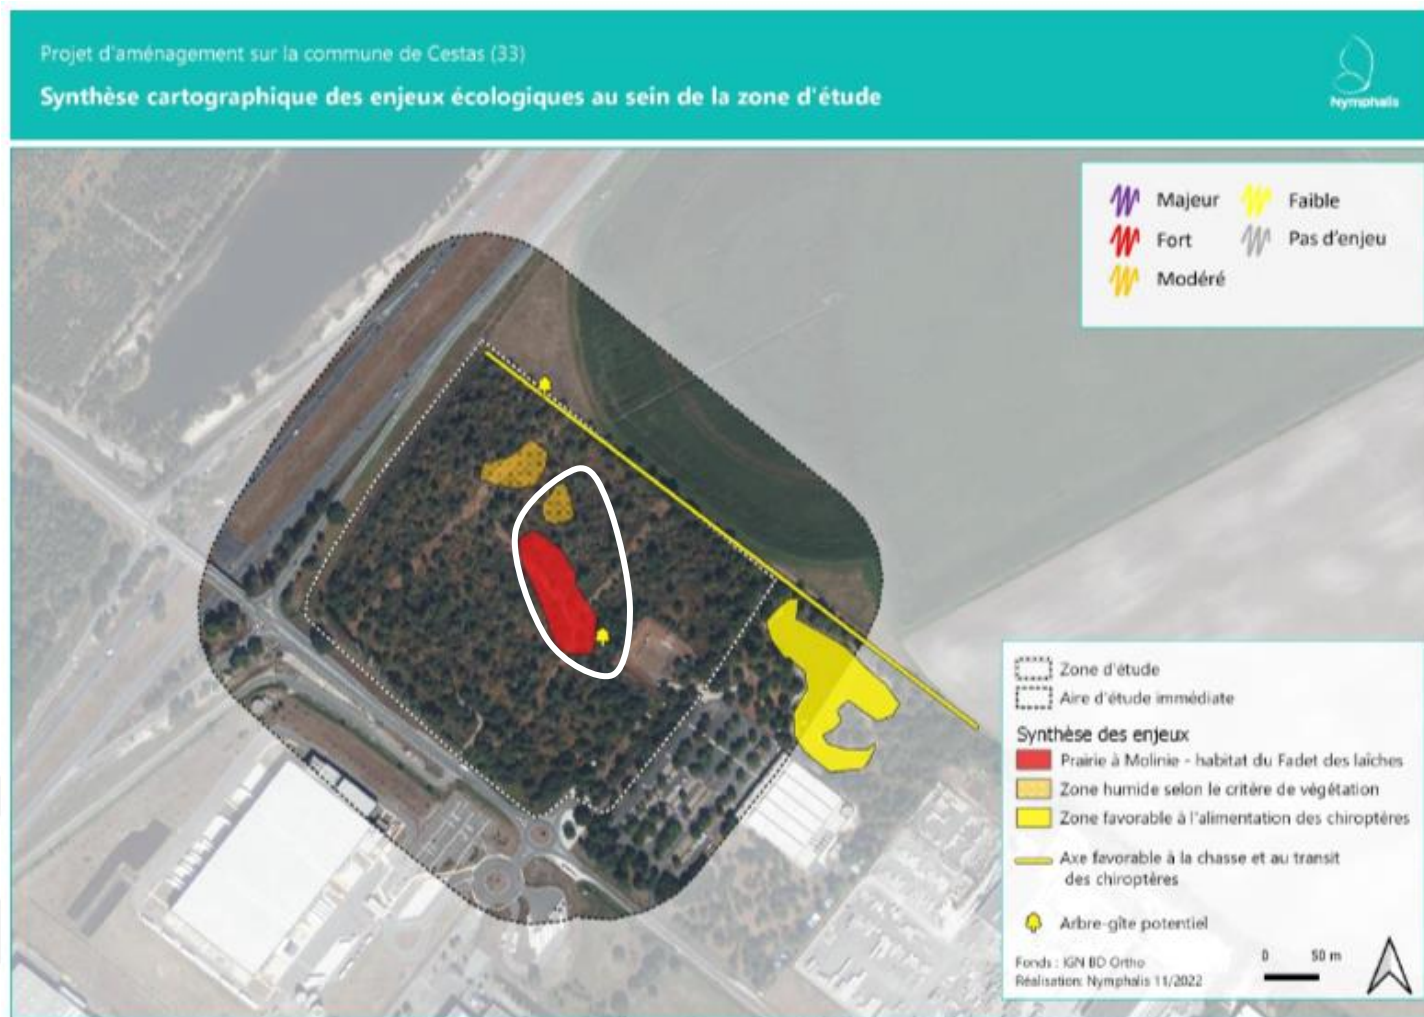 Projet d'aménagement sur la commune de Cestas (33)
Synthèse cartographique des enjeux écologiques au sein de la zone d'étude
Nymphalis
Majeur
Faible
Fort
Pas d'enjeu
Modéré
Zone d'étude
Aire d'étude immédiate
Synthèse des enjeux
Prairie à Molinie - habitat du Fadet des laîches
Zone humide selon le critère de végétation
Zone favorable à l'alimentation des chiroptères
Axe favorable à la chasse et au transit
des chiroptères
Arbre-gîte potentiel
Fonds : IGN BD Ortho
Réalisation: Nymphalis 11/2022
0 50 m